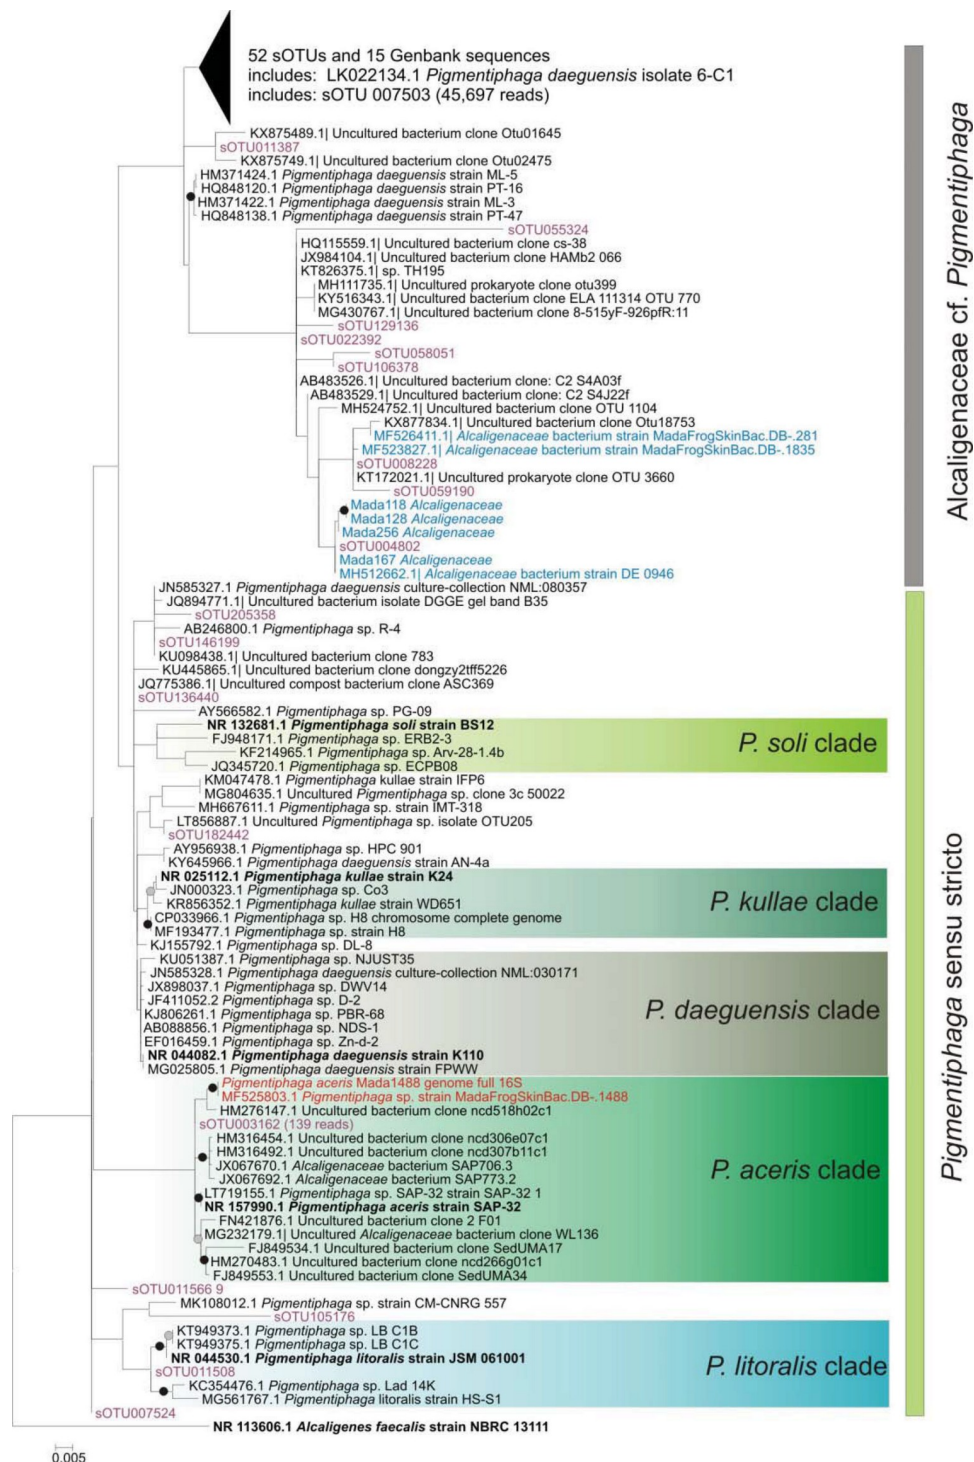 52 sOTUs and 15 Genbank sequences
includes: LK022134.1 Pigmentiphaga daeguensis isolate 6-C1
includes: sOTU 007503 (45,697 reads)
KX875489.1| Uncultured bacterium clone Otu01645
sOTU011387
KX875749.1| Uncultured bacterium clone Otu02475
HM371424.1 Pigmentiphaga daeguensis strain ML-5
HQ848120.1 Pigmentiphaga daeguensis strain PT-16
HM371422.1 Pigmentiphaga daeguensis strain ML-3
HQ848138.1 Pigmentiphaga daeguensis strain PT-47
sOTU055324
HQ115559.1| Uncultured bacterium clone cs-38
JX984104.1| Uncultured bacterium clone HAMb2 066
KT826375.1| sp. TH195
MH111735.1| Uncultured prokaryote clone otu399
KY516343.1| Uncultured bacterium clone ELA 111314 OTU 770
MG430767.1| Uncultured bacterium clone 8-515yF-926pfR:11
sOTU129136
sOTU022392
sOTU058051
sOTU106378
AB483526.1| Uncultured bacterium clone: C2 S4A03f
AB483529.1| Uncultured bacterium clone: C2 S4J22f
MH524752.1| Uncultured bacterium clone OTU 1104
KX877834.1| Uncultured bacterium clone Otu18753
MF526411.1| Alcaligenaceae bacterium strain MadaFrogSkinBac.DB-.281
MF523827.1| Alcaligenaceae bacterium strain MadaFrogSkinBac.DB-.1835
sOTU008228
KT172021.1| Uncultured prokaryote clone OTU 3660
sOTU059190
Mada118 Alcaligenaceae
Mada128 Alcaligenaceae
Mada256 Alcaligenaceae
sOTU004802
Mada167 Alcaligenaceae
MH512662.1| Alcaligenaceae bacterium strain DE 0946
Alcaligenaceae cf. Pigmentiphaga
JN585327.1 Pigmentiphaga daeguensis culture-collection NML:080357
JQ894771.1| Uncultured bacterium isolate DGGE gel band B35
sOTU205358
AB246800.1 Pigmentiphaga sp. R-4
sOTU146199
KU098438.1| Uncultured bacterium clone 783
KU445865.1| Uncultured bacterium clone dongzy2tff5226
JQ775386.1| Uncultured compost bacterium clone ASC369
sOTU136440
AY566582.1 Pigmentiphaga sp. PG-09
NR 132681.1 Pigmentiphaga soli strain BS12
FJ948171.1 Pigmentiphaga sp. ERB2-3
KF214965.1 Pigmentiphaga sp. Arv-28-1.4b
JQ345720.1 Pigmentiphaga sp. ECPB08
P. soli clade
KM047478.1 Pigmentiphaga kullae strain IFP6
MG804635.1 Uncultured Pigmentiphaga sp. clone 3c 50022
MH667611.1 Pigmentiphaga sp. strain IMT-318
LT856887.1 Uncultured Pigmentiphaga sp. isolate OTU205
sOTU182442
AY956938.1 Pigmentiphaga sp. HPC 901
KY645966.1 Pigmentiphaga daeguensis strain AN-4a
NR 025112.1 Pigmentiphaga kullae strain K24
JN000323.1 Pigmentiphaga sp. Co3
KR856352.1 Pigmentiphaga kullae strain WD651
CP033966.1 Pigmentiphaga sp. H8 chromosome complete genome
MF193477.1 Pigmentiphaga sp. strain H8
P. kullae clade
KJ155792.1 Pigmentiphaga sp. DL-8
KU051387.1 Pigmentiphaga sp. NJUST35
JN585328.1 Pigmentiphaga daeguensis culture-collection NML:030171
JX898037.1 Pigmentiphaga sp. DWV14
JF411052.2 Pigmentiphaga sp. D-2
KJ806261.1 Pigmentiphaga sp. PBR-68
AB088856.1 Pigmentiphaga sp. NDS-1
EF016459.1 Pigmentiphaga sp. Zn-d-2
NR 044082.1 Pigmentiphaga daeguensis strain K110
MG025805.1 Pigmentiphaga daeguensis strain FPWW
P. daeguensis clade
Pigmentiphaga aceris Mada1488 genome full 16S
MF525803.1 Pigmentiphaga sp. strain MadaFrogSkinBac.DB-.1488
HM276147.1 Uncultured bacterium clone ncd518h02c1
sOTU003162 (139 reads)
HM316454.1 Uncultured bacterium clone ncd306e07c1
HM316492.1 Uncultured bacterium clone ncd307b11c1
JX067670.1 Alcaligenaceae bacterium SAP706.3
JX067692.1 Alcaligenaceae bacterium SAP773.2
LT719155.1 Pigmentiphaga sp. SAP-32 strain SAP-32 1
NR 157990.1 Pigmentiphaga aceris strain SAP-32
FN421876.1 Uncultured bacterium clone 2 F01
MG232179.1| Uncultured Alcaligenaceae bacterium clone WL136
FJ849534.1 Uncultured bacterium clone SedUMA17
HM270483.1 Uncultured bacterium clone ncd266g01c1
FJ849553.1 Uncultured bacterium clone SedUMA34
P. aceris clade
sOTU011566 9
MK108012.1 Pigmentiphaga sp. strain CM-CNRG 557
sOTU105176
KT949373.1 Pigmentiphaga sp. LB C1B
KT949375.1 Pigmentiphaga sp. LB C1C
NR 044530.1 Pigmentiphaga litoralis strain JSM 061001
sOTU011508
KC354476.1 Pigmentiphaga sp. Lad 14K
MG561767.1 Pigmentiphaga litoralis strain HS-S1
P. litoralis clade
sOTU007524
Pigmentiphaga sensu stricto
NR 113606.1 Alcaligenes faecalis strain NBRC 13111
0.005